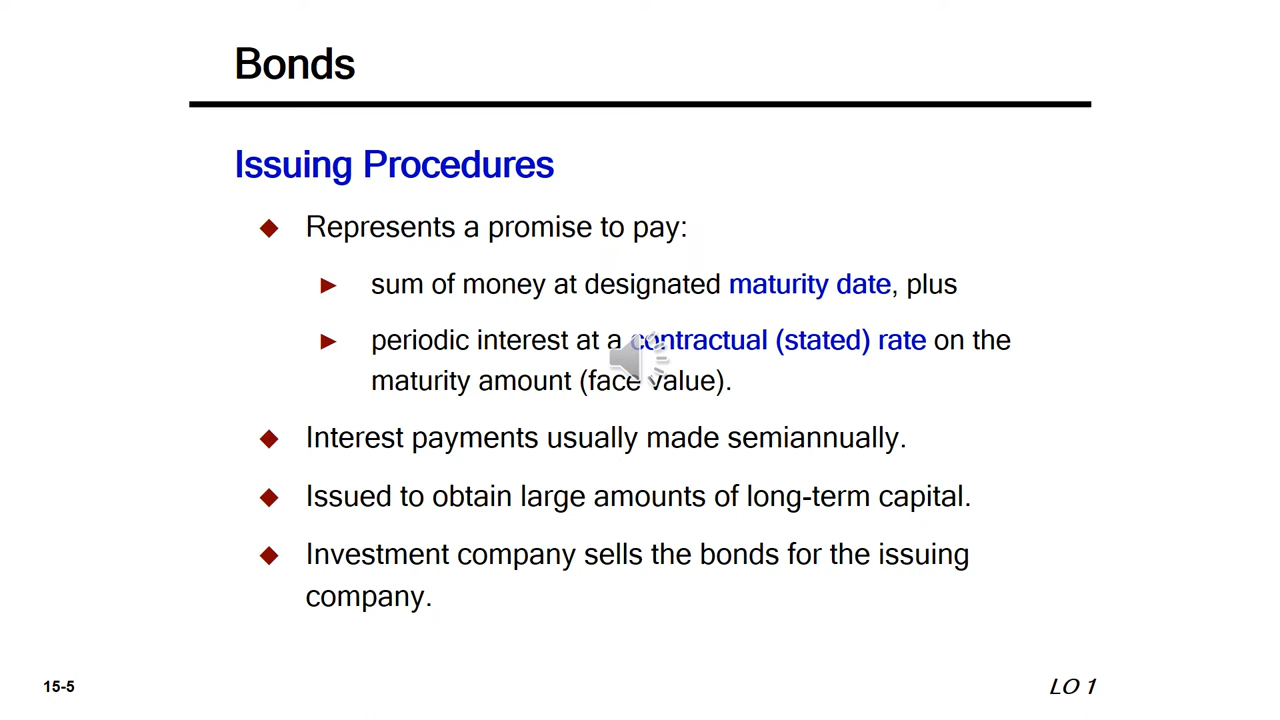 Bonds
Issuing Procedures
◆ Represents a promise to pay:
► sum of money at designated maturity date, plus
► periodic interest at a contractual (stated) rate on the
maturity amount (face value).
◆ Interest payments usually made semiannually.
◆ Issued to obtain large amounts of long-term capital.
◆ Investment company sells the bonds for the issuing
company.
15-5
LO 1